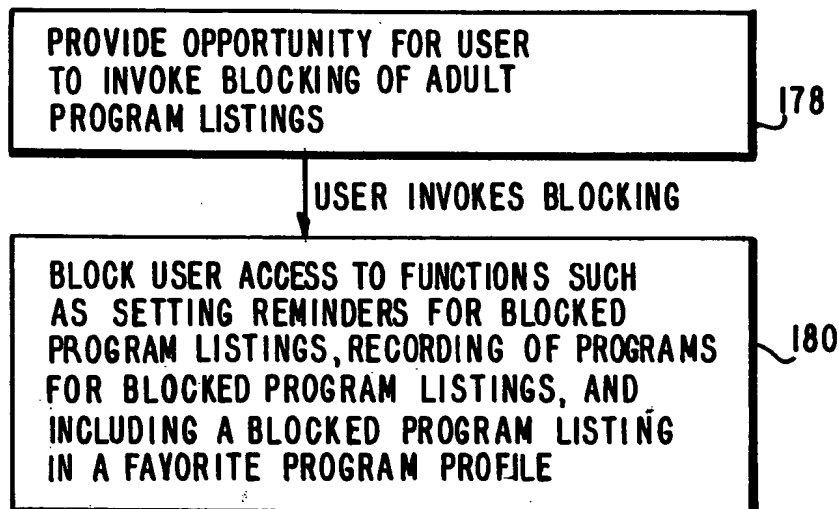 PROVIDE OPPORTUNITY FOR USER
TO INVOKE BLOCKING OF ADULT
PROGRAM LISTINGS
178
USER INVOKES BLOCKING
BLOCK USER ACCESS TO FUNCTIONS SUCH
AS SETTING REMINDERS FOR BLOCKED
PROGRAM LISTINGS, RECORDING OF PROGRAMS
FOR BLOCKED PROGRAM LISTINGS, AND
INCLUDING A BLOCKED PROGRAM LISTING
IN A FAVORITE PROGRAM PROFILE
180